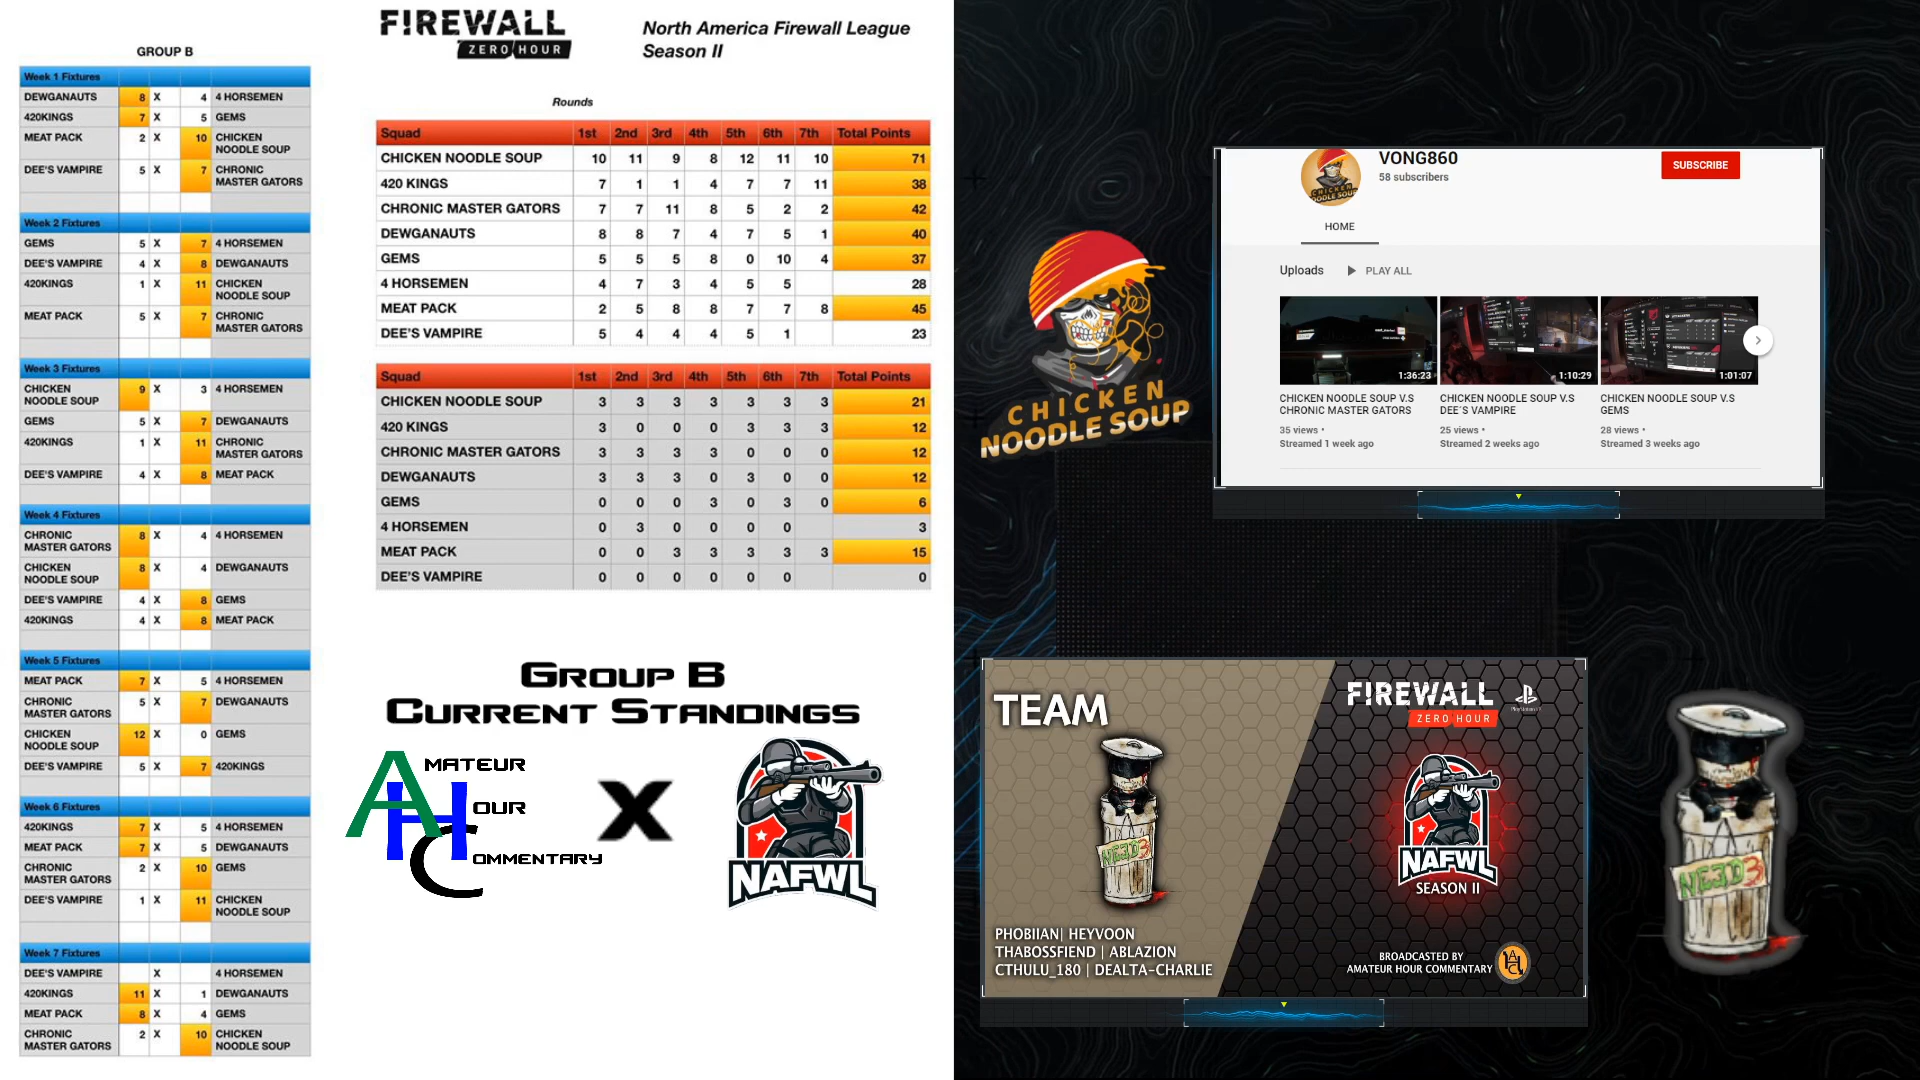 GROUP B
Week 1 Fixtures
DEWGANAUTS 8 X 4 4 HORSEMEN
420KINGS 7 X 5 GEMS
MEAT PACK 2 X 10 CHICKEN NOODLE SOUP
DEE'S VAMPIRE 5 X 7 CHRONIC MASTER GATORS
Week 2 Fixtures
GEMS 5 X 7 4 HORSEMEN
DEE'S VAMPIRE 4 X 8 DEWGANAUTS
420KINGS 1 X 11 CHICKEN NOODLE SOUP
MEAT PACK 5 X 7 CHRONIC MASTER GATORS
Week 3 Fixtures
CHICKEN NOODLE SOUP 9 X 3 4 HORSEMEN
GEMS 5 X 7 DEWGANAUTS
420KINGS 1 X 11 CHRONIC MASTER GATORS
DEE'S VAMPIRE 4 X 8 MEAT PACK
Week 4 Fixtures
CHRONIC MASTER GATORS 8 X 4 4 HORSEMEN
CHICKEN NOODLE SOUP 8 X 4 DEWGANAUTS
DEE'S VAMPIRE 4 X 8 GEMS
420KINGS 4 X 8 MEAT PACK
Week 5 Fixtures
MEAT PACK 7 X 5 4 HORSEMEN
CHRONIC MASTER GATORS 5 X 7 DEWGANAUTS
CHICKEN NOODLE SOUP 12 X 0 GEMS
DEE'S VAMPIRE 5 X 7 420KINGS
Week 6 Fixtures
420KINGS 7 X 5 4 HORSEMEN
MEAT PACK 7 X 5 DEWGANAUTS
CHRONIC MASTER GATORS 2 X 10 GEMS
DEE'S VAMPIRE 1 X 11 CHICKEN NOODLE SOUP
Week 7 Fixtures
DEE'S VAMPIRE X 4 HORSEMEN
420KINGS 11 X 1 DEWGANAUTS
MEAT PACK 8 X 4 GEMS
CHRONIC MASTER GATORS 2 X 10 CHICKEN NOODLE SOUP
FIREWALL
ZERO HOUR
North America Firewall League
Season II
Rounds
Squad 1st 2nd 3rd 4th 5th 6th 7th Total Points
CHICKEN NOODLE SOUP 10 11 9 8 12 11 10 71
420 KINGS 7 1 1 4 7 7 11 38
CHRONIC MASTER GATORS 7 7 11 8 5 2 2 42
DEWGANAUTS 8 8 7 4 7 5 1 40
GEMS 5 5 5 8 0 10 4 37
4 HORSEMEN 4 7 3 4 5 5 28
MEAT PACK 2 5 8 8 7 7 8 45
DEE'S VAMPIRE 5 4 4 4 5 1 23
Squad 1st 2nd 3rd 4th 5th 6th 7th Total Points
CHICKEN NOODLE SOUP 3 3 3 3 3 3 3 21
420 KINGS 3 0 0 0 3 3 3 12
CHRONIC MASTER GATORS 3 3 3 3 0 0 0 12
DEWGANAUTS 3 3 3 0 3 0 0 12
GEMS 0 0 0 3 0 3 0 6
4 HORSEMEN 0 3 0 0 0 0 3
MEAT PACK 0 0 3 3 3 3 3 15
DEE'S VAMPIRE 0 0 0 0 0 0 0
GROUP B
CURRENT STANDINGS
AMATEUR
HOUR
COMMENTARY
X
NAFWL
CHICKEN
NOODLE SOUP
CHICKEN
NOODLE SOUP
VONG860
58 subscribers
SUBSCRIBE
HOME
Uploads PLAY ALL
1:36:23 1:10:29 1:01:07
CHICKEN NOODLE SOUP V.S CHRONIC MASTER GATORS
35 views •
Streamed 1 week ago
CHICKEN NOODLE SOUP V.S DEE´S VAMPIRE
25 views •
Streamed 2 weeks ago
CHICKEN NOODLE SOUP V.S GEMS
28 views •
Streamed 3 weeks ago
TEAM
NE3D3
PHOBIIAN| HEYVOON
THABOSSFIEND | ABLAZION
CTHULU_180 | DEALTA-CHARLIE
FIREWALL
ZERO HOUR
NAFWL
SEASON II
BROADCASTED BY
AMATEUR HOUR COMMENTARY
NE3D3